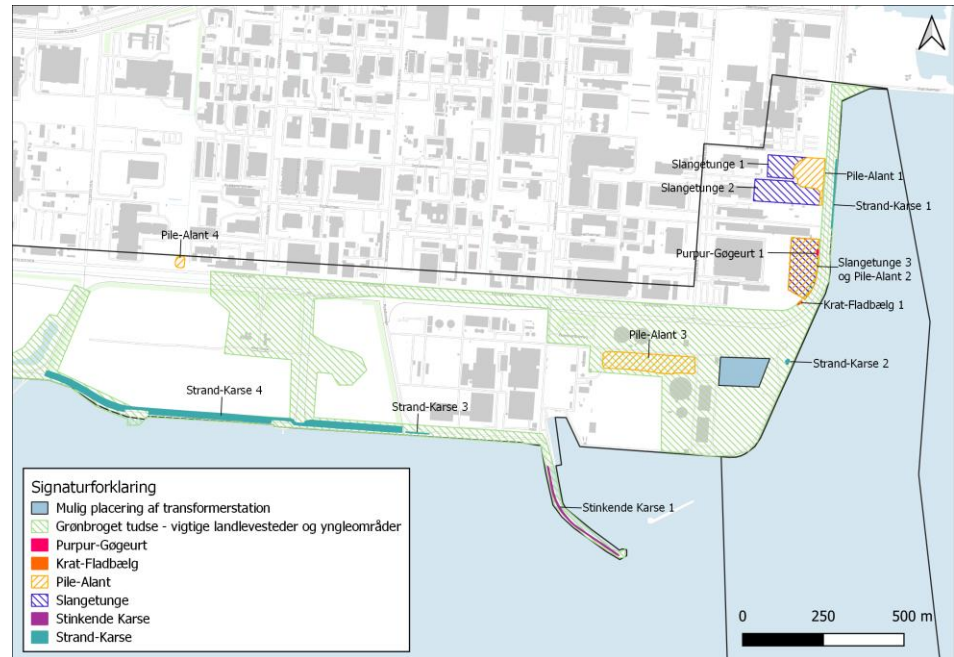 Slangetunge 1
Pile-Alant 1
Slangetunge 2
Strand-Karse 1
Pile-Alant 4
Purpur-Gøgeurt 1
Slangetunge 3
og Pile-Alant 2
Krat-Fladbælg 1
Pile-Alant 3
Strand-Karse 2
Strand-Karse 4
Strand-Karse 3
Stinkende Karse 1
Signaturforklaring
Mulig placering af transformerstation
Grønbroget tudse - vigtige landlevesteder og yngleområder
Purpur-Gøgeurt
Krat-Fladbælg
Pile-Alant
Slangetunge
Stinkende Karse
Strand-Karse
0 250 500 m